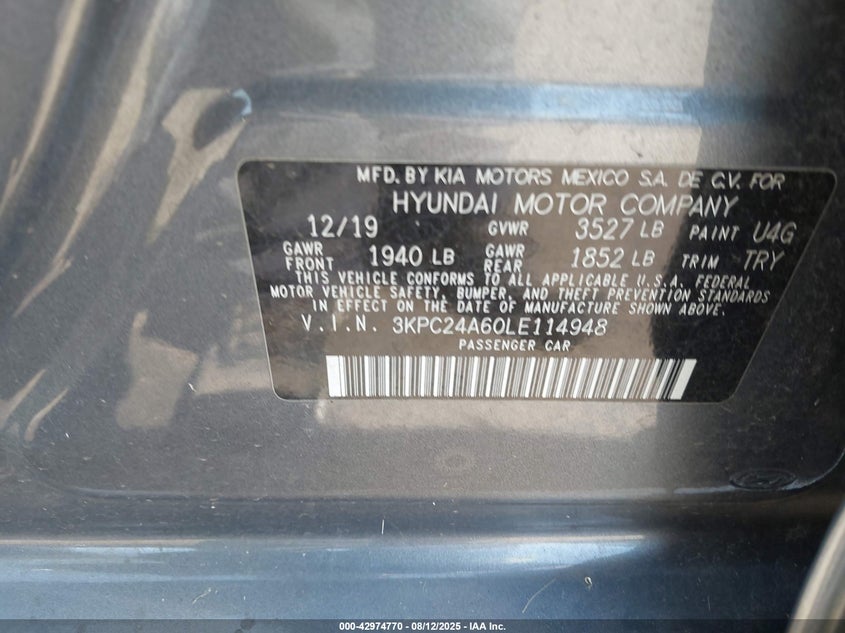 MFD. BY KIA MOTORS MEXICO S.A. DE C.V. FOR
HYUNDAI MOTOR COMPANY
12/19 GVWR 3527 LB PAINT U4G
GAWR FRONT 1940 LB GAWR REAR 1852 LB TRIM TRY
THIS VEHICLE CONFORMS TO ALL APPLICABLE U.S.A. FEDERAL
MOTOR VEHICLE SAFETY, BUMPER, AND THEFT PREVENTION STANDARDS
IN EFFECT ON THE DATE OF MANUFACTURE SHOWN ABOVE.
V.I.N. 3KPC24A60LE114948
PASSENGER CAR
000-42974770 - 08/12/2025 - IAA Inc.